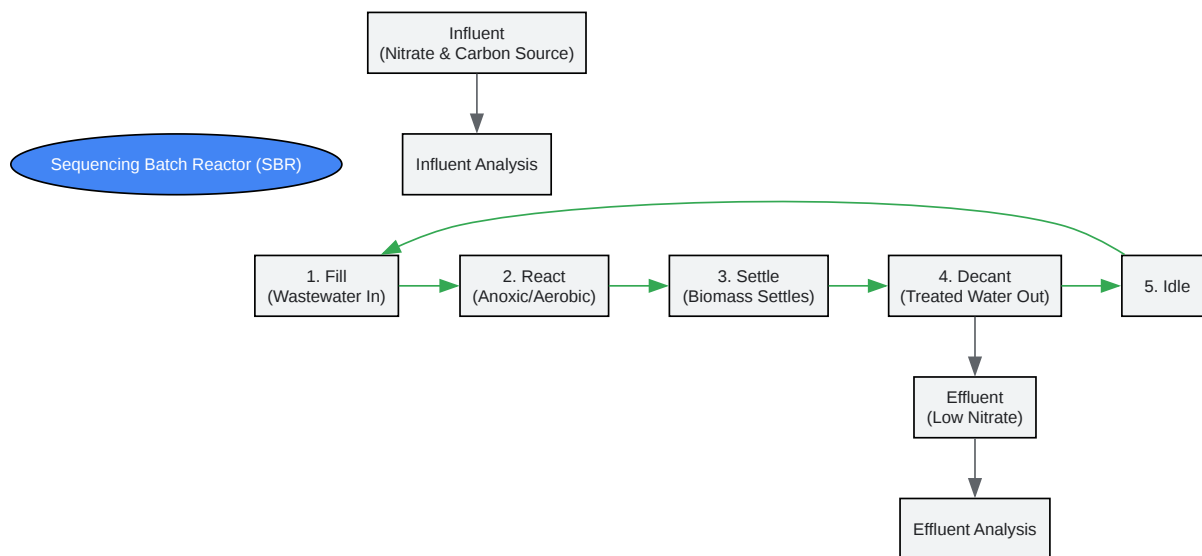 Influent
(Nitrate & Carbon Source)
Sequencing Batch Reactor (SBR)
Influent Analysis
1. Fill
(Wastewater In)
2. React
(Anoxic/Aerobic)
3. Settle
(Biomass Settles)
4. Decant
(Treated Water Out)
5. Idle
Effluent
(Low Nitrate)
Effluent Analysis